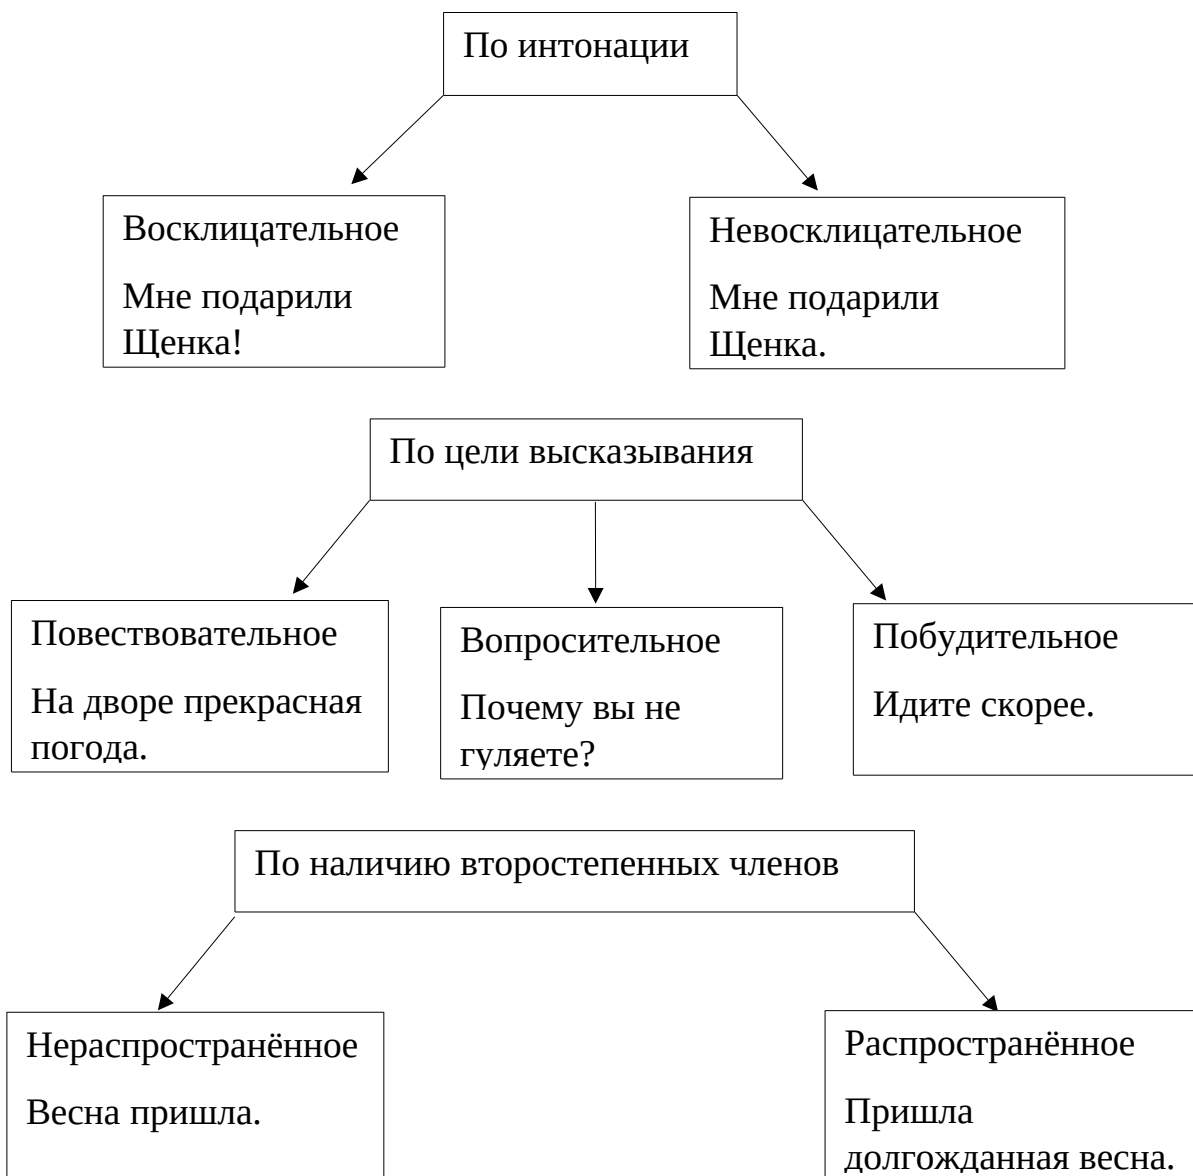 По интонации
Восклицательное
Мне подарили
Щенка!
Невосклицательное
Мне подарили
Щенка.
По цели высказывания
Повествовательное
На дворе прекрасная
погода.
Вопросительное
Почему вы не
гуляете?
Побудительное
Идите скорее.
По наличию второстепенных членов
Нераспространённое
Весна пришла.
Распространённое
Пришла
долгожданная весна.